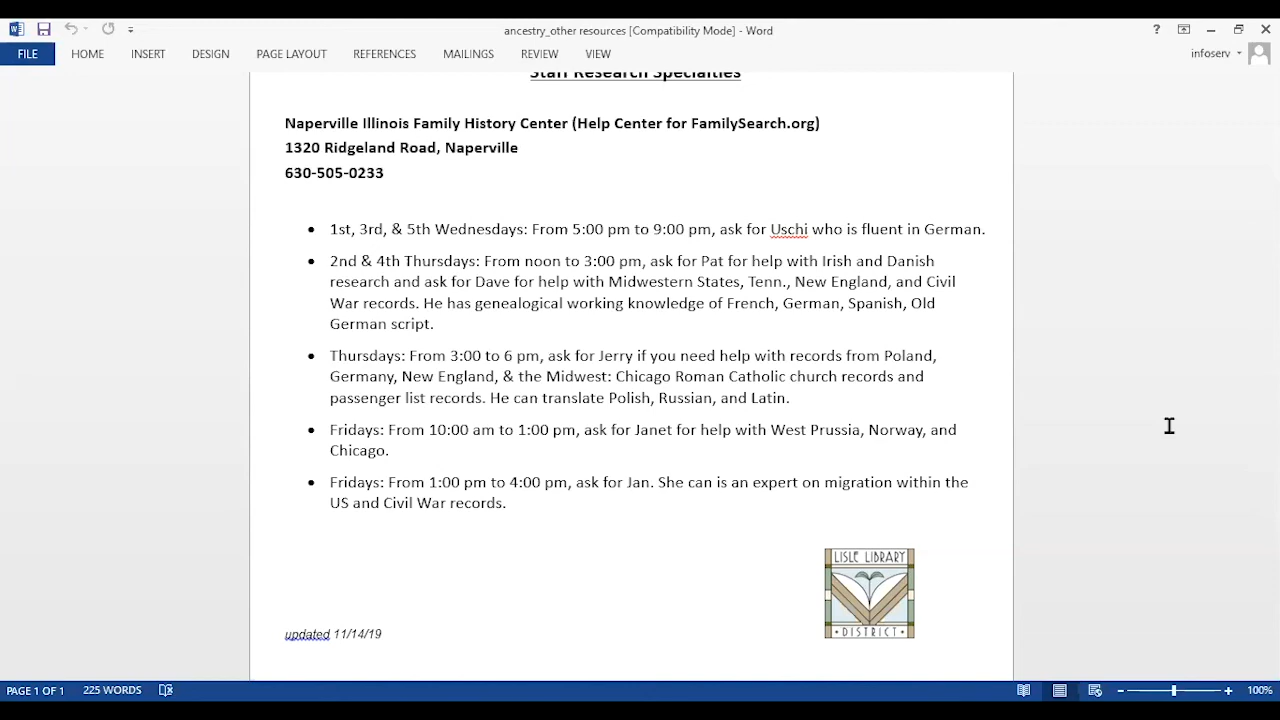 ancestry_other resources [Compatibility Mode] - Word
?
FILE HOME INSERT DESIGN PAGE LAYOUT REFERENCES MAILINGS REVIEW VIEW infoserv
Staff Research Specialties
Naperville Illinois Family History Center (Help Center for FamilySearch.org)
1320 Ridgeland Road, Naperville
630-505-0233
• 1st, 3rd, & 5th Wednesdays: From 5:00 pm to 9:00 pm, ask for Uschi who is fluent in German.
• 2nd & 4th Thursdays: From noon to 3:00 pm, ask for Pat for help with Irish and Danish
research and ask for Dave for help with Midwestern States, Tenn., New England, and Civil
War records. He has genealogical working knowledge of French, German, Spanish, Old
German script.
• Thursdays: From 3:00 to 6 pm, ask for Jerry if you need help with records from Poland,
Germany, New England, & the Midwest: Chicago Roman Catholic church records and
passenger list records. He can translate Polish, Russian, and Latin.
• Fridays: From 10:00 am to 1:00 pm, ask for Janet for help with West Prussia, Norway, and
Chicago.
• Fridays: From 1:00 pm to 4:00 pm, ask for Jan. She can is an expert on migration within the
US and Civil War records.
LISLE LIBRARY
• DISTRICT •
updated 11/14/19
PAGE 1 OF 1 225 WORDS 100%